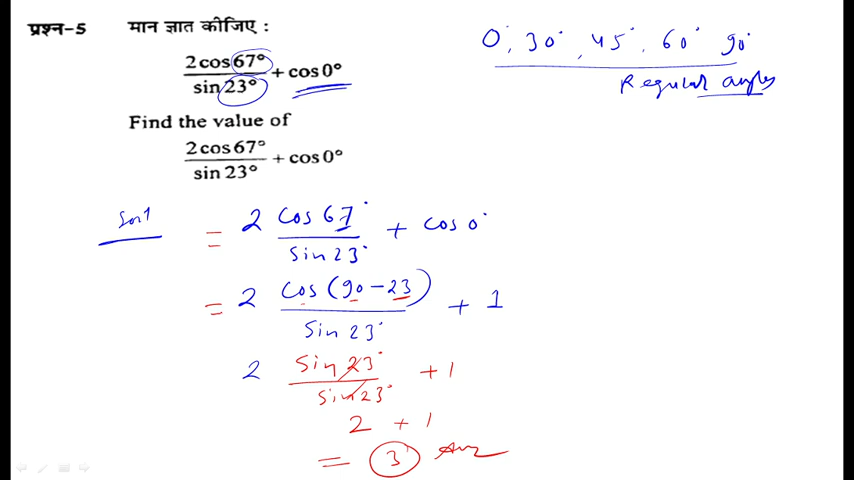 प्रश्न-5 मान ज्ञात कीजिए :
2 cos 67° / sin 23° + cos 0°
Find the value of
2 cos 67° / sin 23° + cos 0°
0°, 30°, 45°, 60° 90°
Regular angles
Soln
= 2 cos 67° / sin 23° + cos 0°
= 2 cos (90 - 23) / sin 23° + 1
2 sin 23° / sin 23° + 1
2 + 1
= 3 Ans